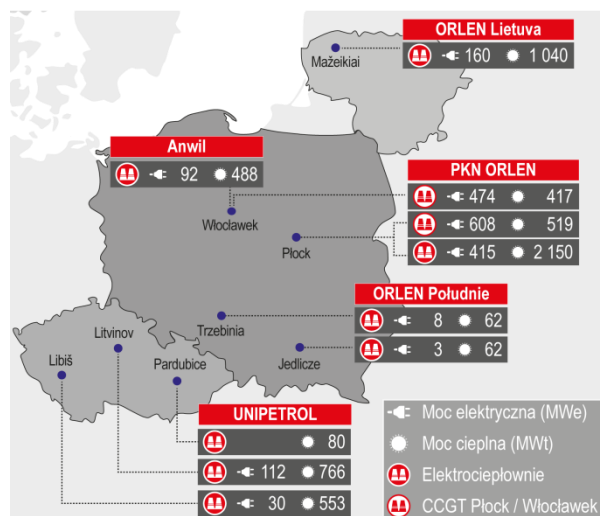 ORLEN Lietuva
160 1 040
Mažeikiai
Anwil
92 488
PKN ORLEN
474 417
608 519
415 2 150
Włocławek
Płock
ORLEN Południe
8 62
3 62
Trzebinia
Jedlicze
Litvinov
Libiš
Pardubice
UNIPETROL
80
112 766
30 553
Moc elektryczna (MWe)
Moc cieplna (MWt)
Elektrociepłownie
CCGT Płock / Włocławek